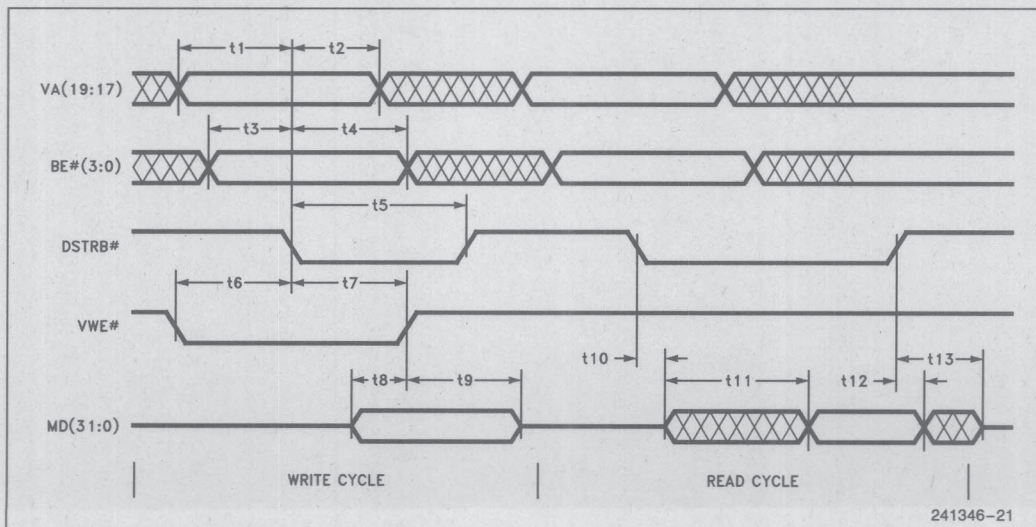 t1 t2
VA(19:17)
t3 t4
BE#(3:0)
t5
DSTRB#
t6 t7
VWE#
t10 t13
t8 t9 t11 t12
MD(31:0)
WRITE CYCLE READ CYCLE
241346-21